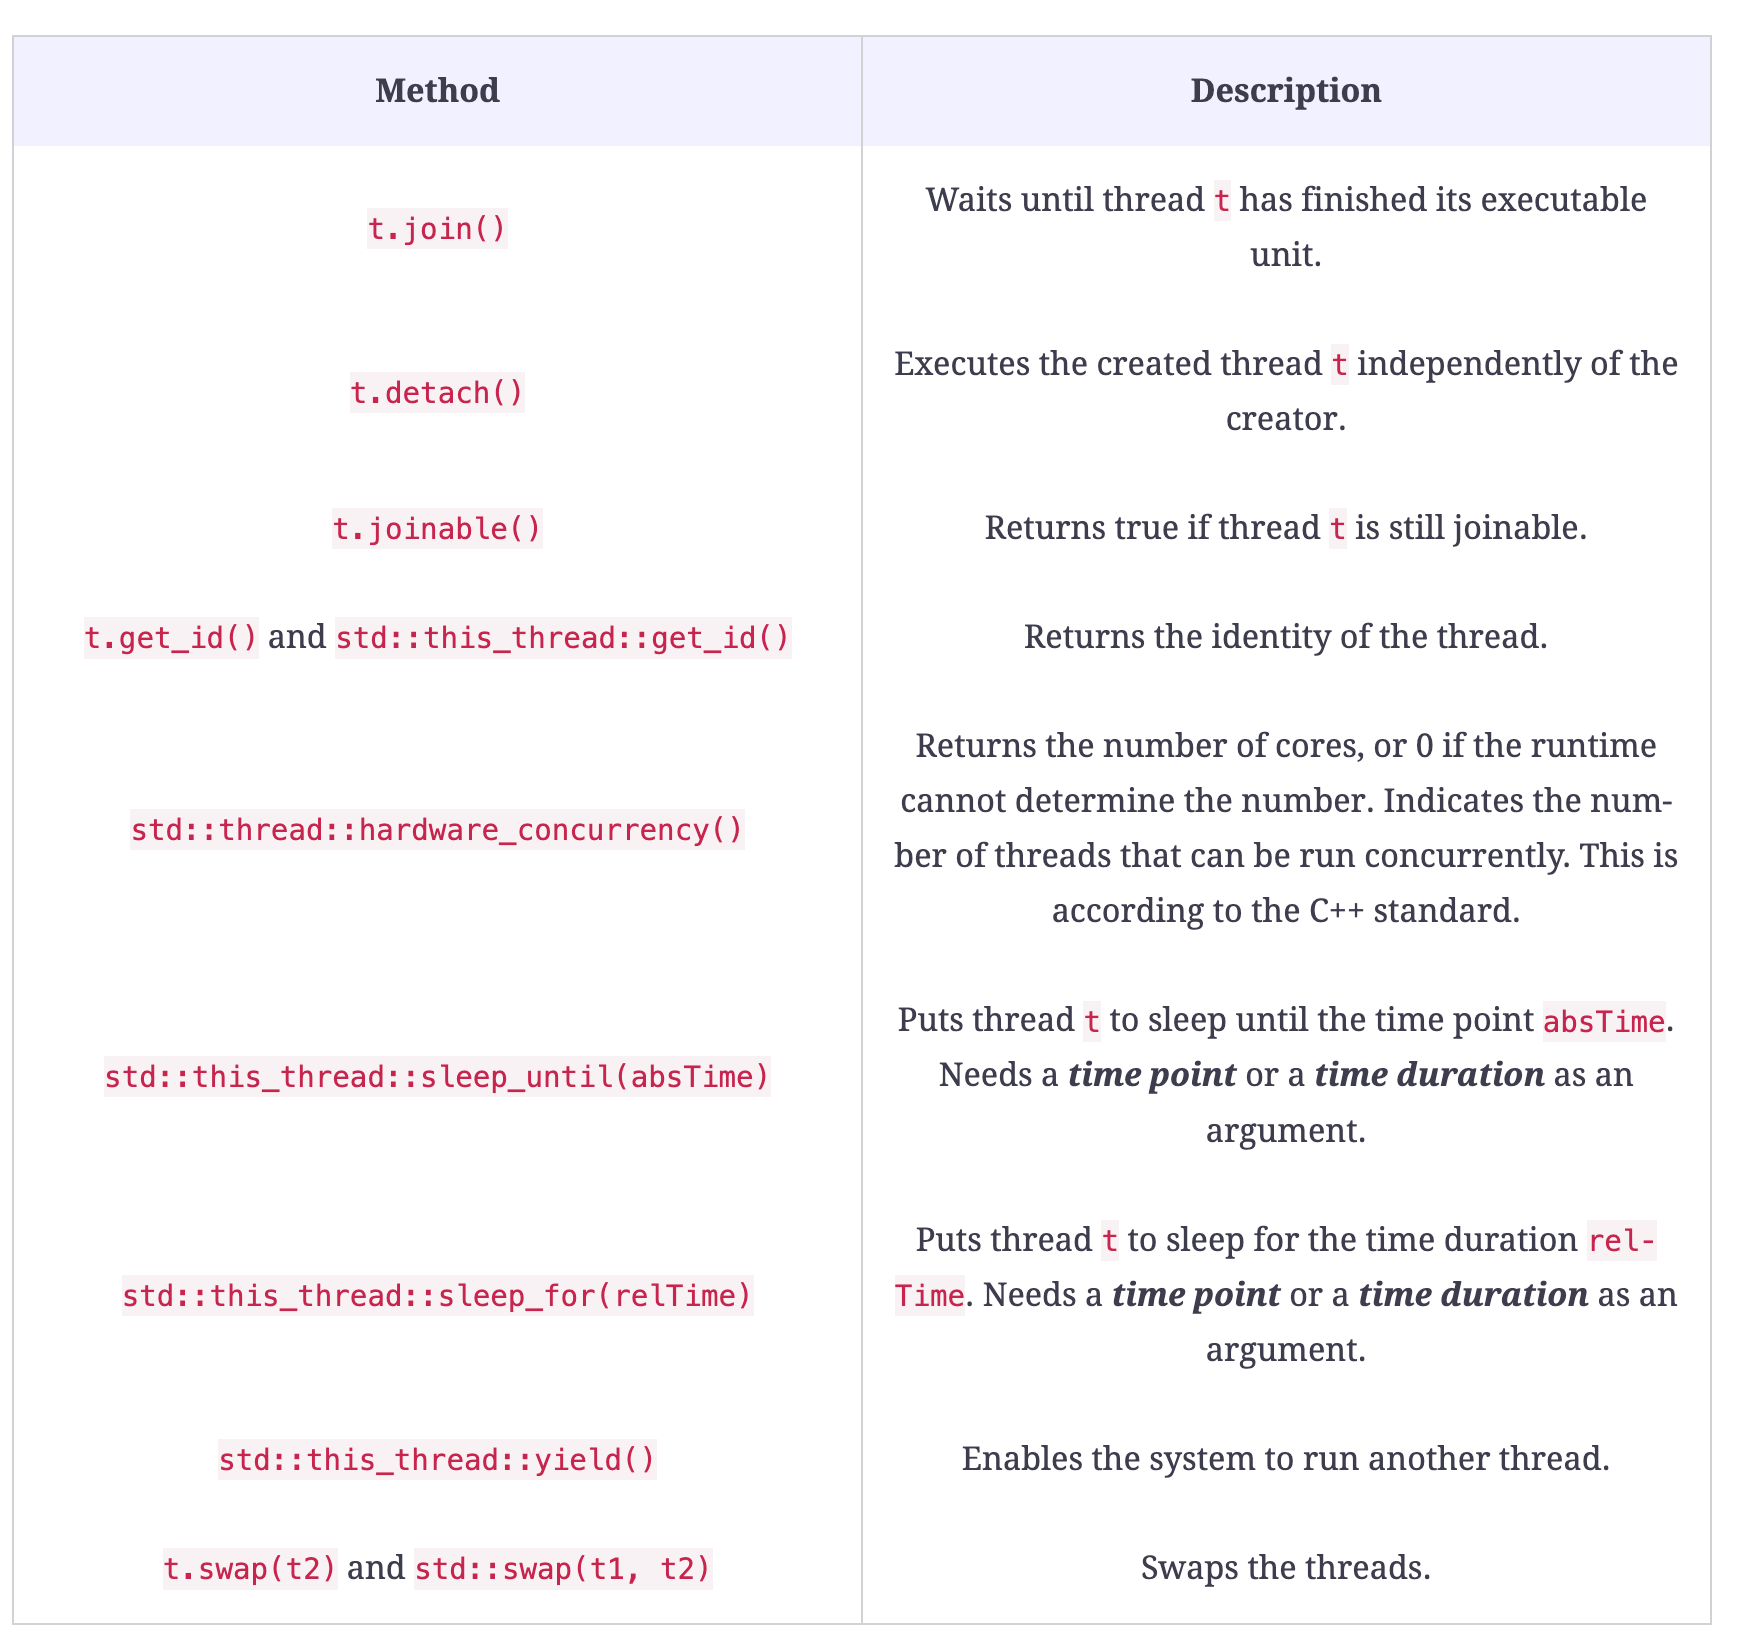 Method
Description
t.join()
Waits until thread t has finished its executable
unit.
t.detach()
Executes the created thread t independently of the
creator.
t.joinable()
Returns true if thread t is still joinable.
t.get_id() and std::this_thread::get_id()
Returns the identity of the thread.
std::thread::hardware_concurrency()
Returns the number of cores, or 0 if the runtime
cannot determine the number. Indicates the num-
ber of threads that can be run concurrently. This is
according to the C++ standard.
std::this_thread::sleep_until(absTime)
Puts thread t to sleep until the time point absTime.
Needs a time point or a time duration as an
argument.
std::this_thread::sleep_for(relTime)
Puts thread t to sleep for the time duration rel-
Time. Needs a time point or a time duration as an
argument.
std::this_thread::yield()
Enables the system to run another thread.
t.swap(t2) and std::swap(t1, t2)
Swaps the threads.